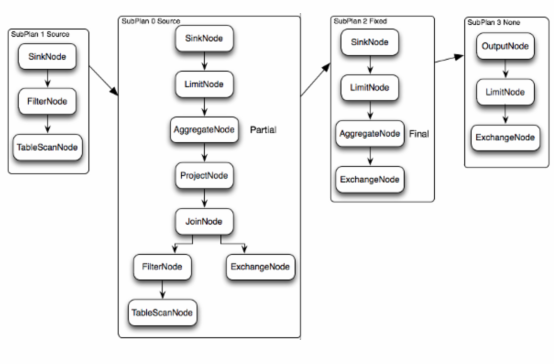 SubPlan 1 Source
SinkNode
FilterNode
TableScanNode
SubPlan 0 Source
SinkNode
LimitNode
AggregateNode Partial
ProjectNode
JoinNode
FilterNode ExchangeNode
TableScanNode
SubPlan 2 Fixed
SinkNode
LimitNode
AggregateNode Final
ExchangeNode
SubPlan 3 None
OutputNode
LimitNode
ExchangeNode